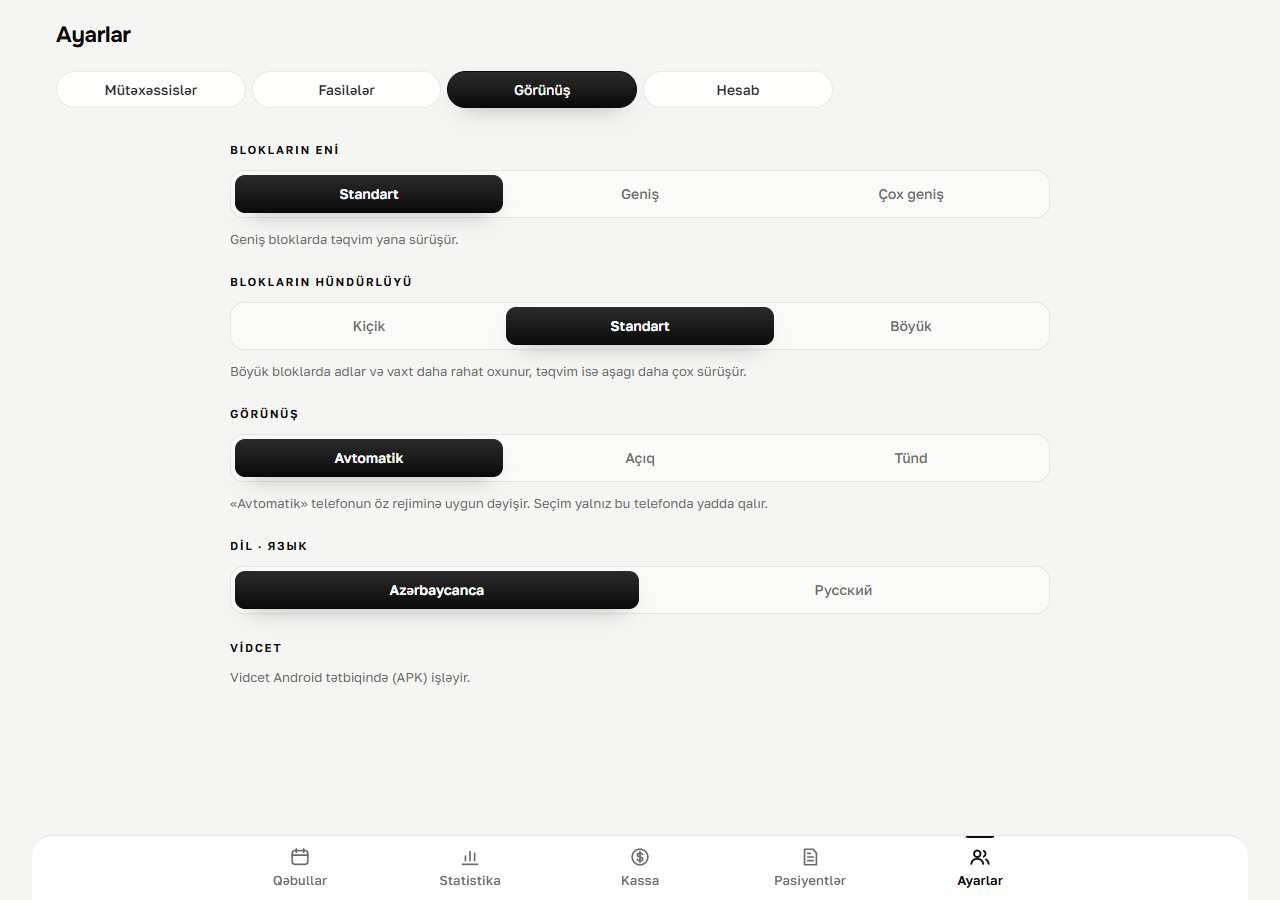 Ayarlar
Mütəxəssislər
Fasilələr
Görünüş
Hesab
BLOKLARIN ENİ
Standart
Geniş
Çox geniş
Geniş bloklarda təqvim yana sürüşür.
BLOKLARIN HÜNDÜRLÜYÜ
Kiçik
Standart
Böyük
Böyük bloklarda adlar və vaxt daha rahat oxunur, təqvim isə aşağı daha çox sürüşür.
GÖRÜNÜŞ
Avtomatik
Açıq
Tünd
«Avtomatik» telefonun öz rejiminə uyğun dəyişir. Seçim yalnız bu telefonda yadda qalır.
DİL · ЯЗЫК
Azərbaycanca
Русский
VİDCET
Vidcet Android tətbiqində (APK) işləyir.
Qəbullar
Statistika
Kassa
Pasiyentlər
Ayarlar